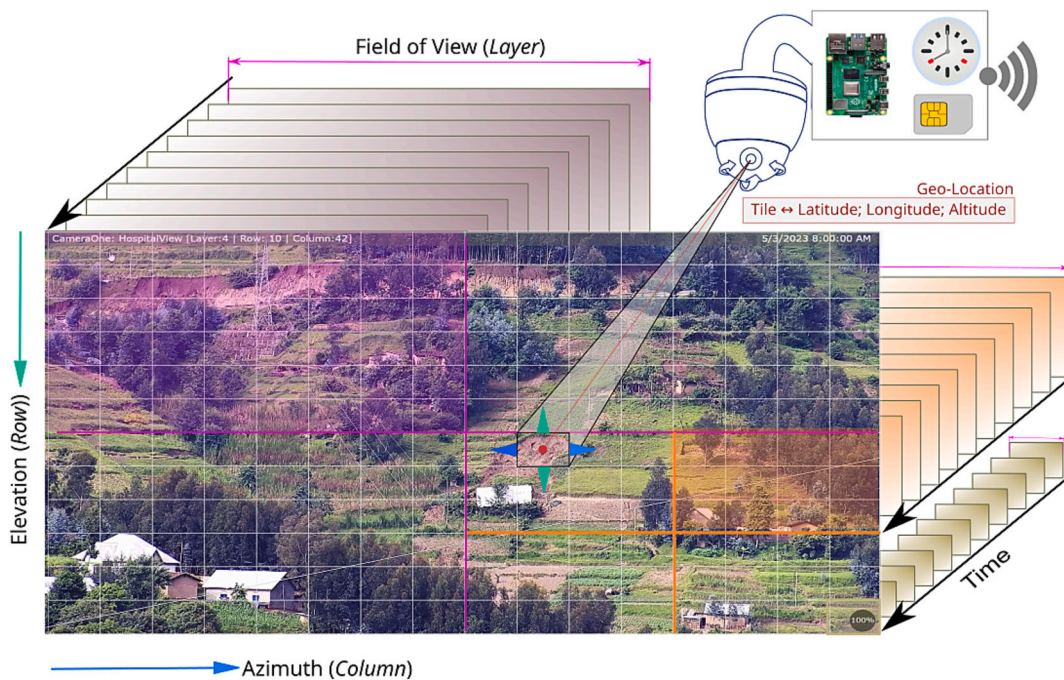 Field of View (Layer)
Geo-Location
Tile ↔ Latitude; Longitude; Altitude
CameraOne: HospitalView [Layer:4 | Row: 10 | Column:42]
5/3/2023 8:00:00 AM
Elevation (Row))
Time
100%
Azimuth (Column)